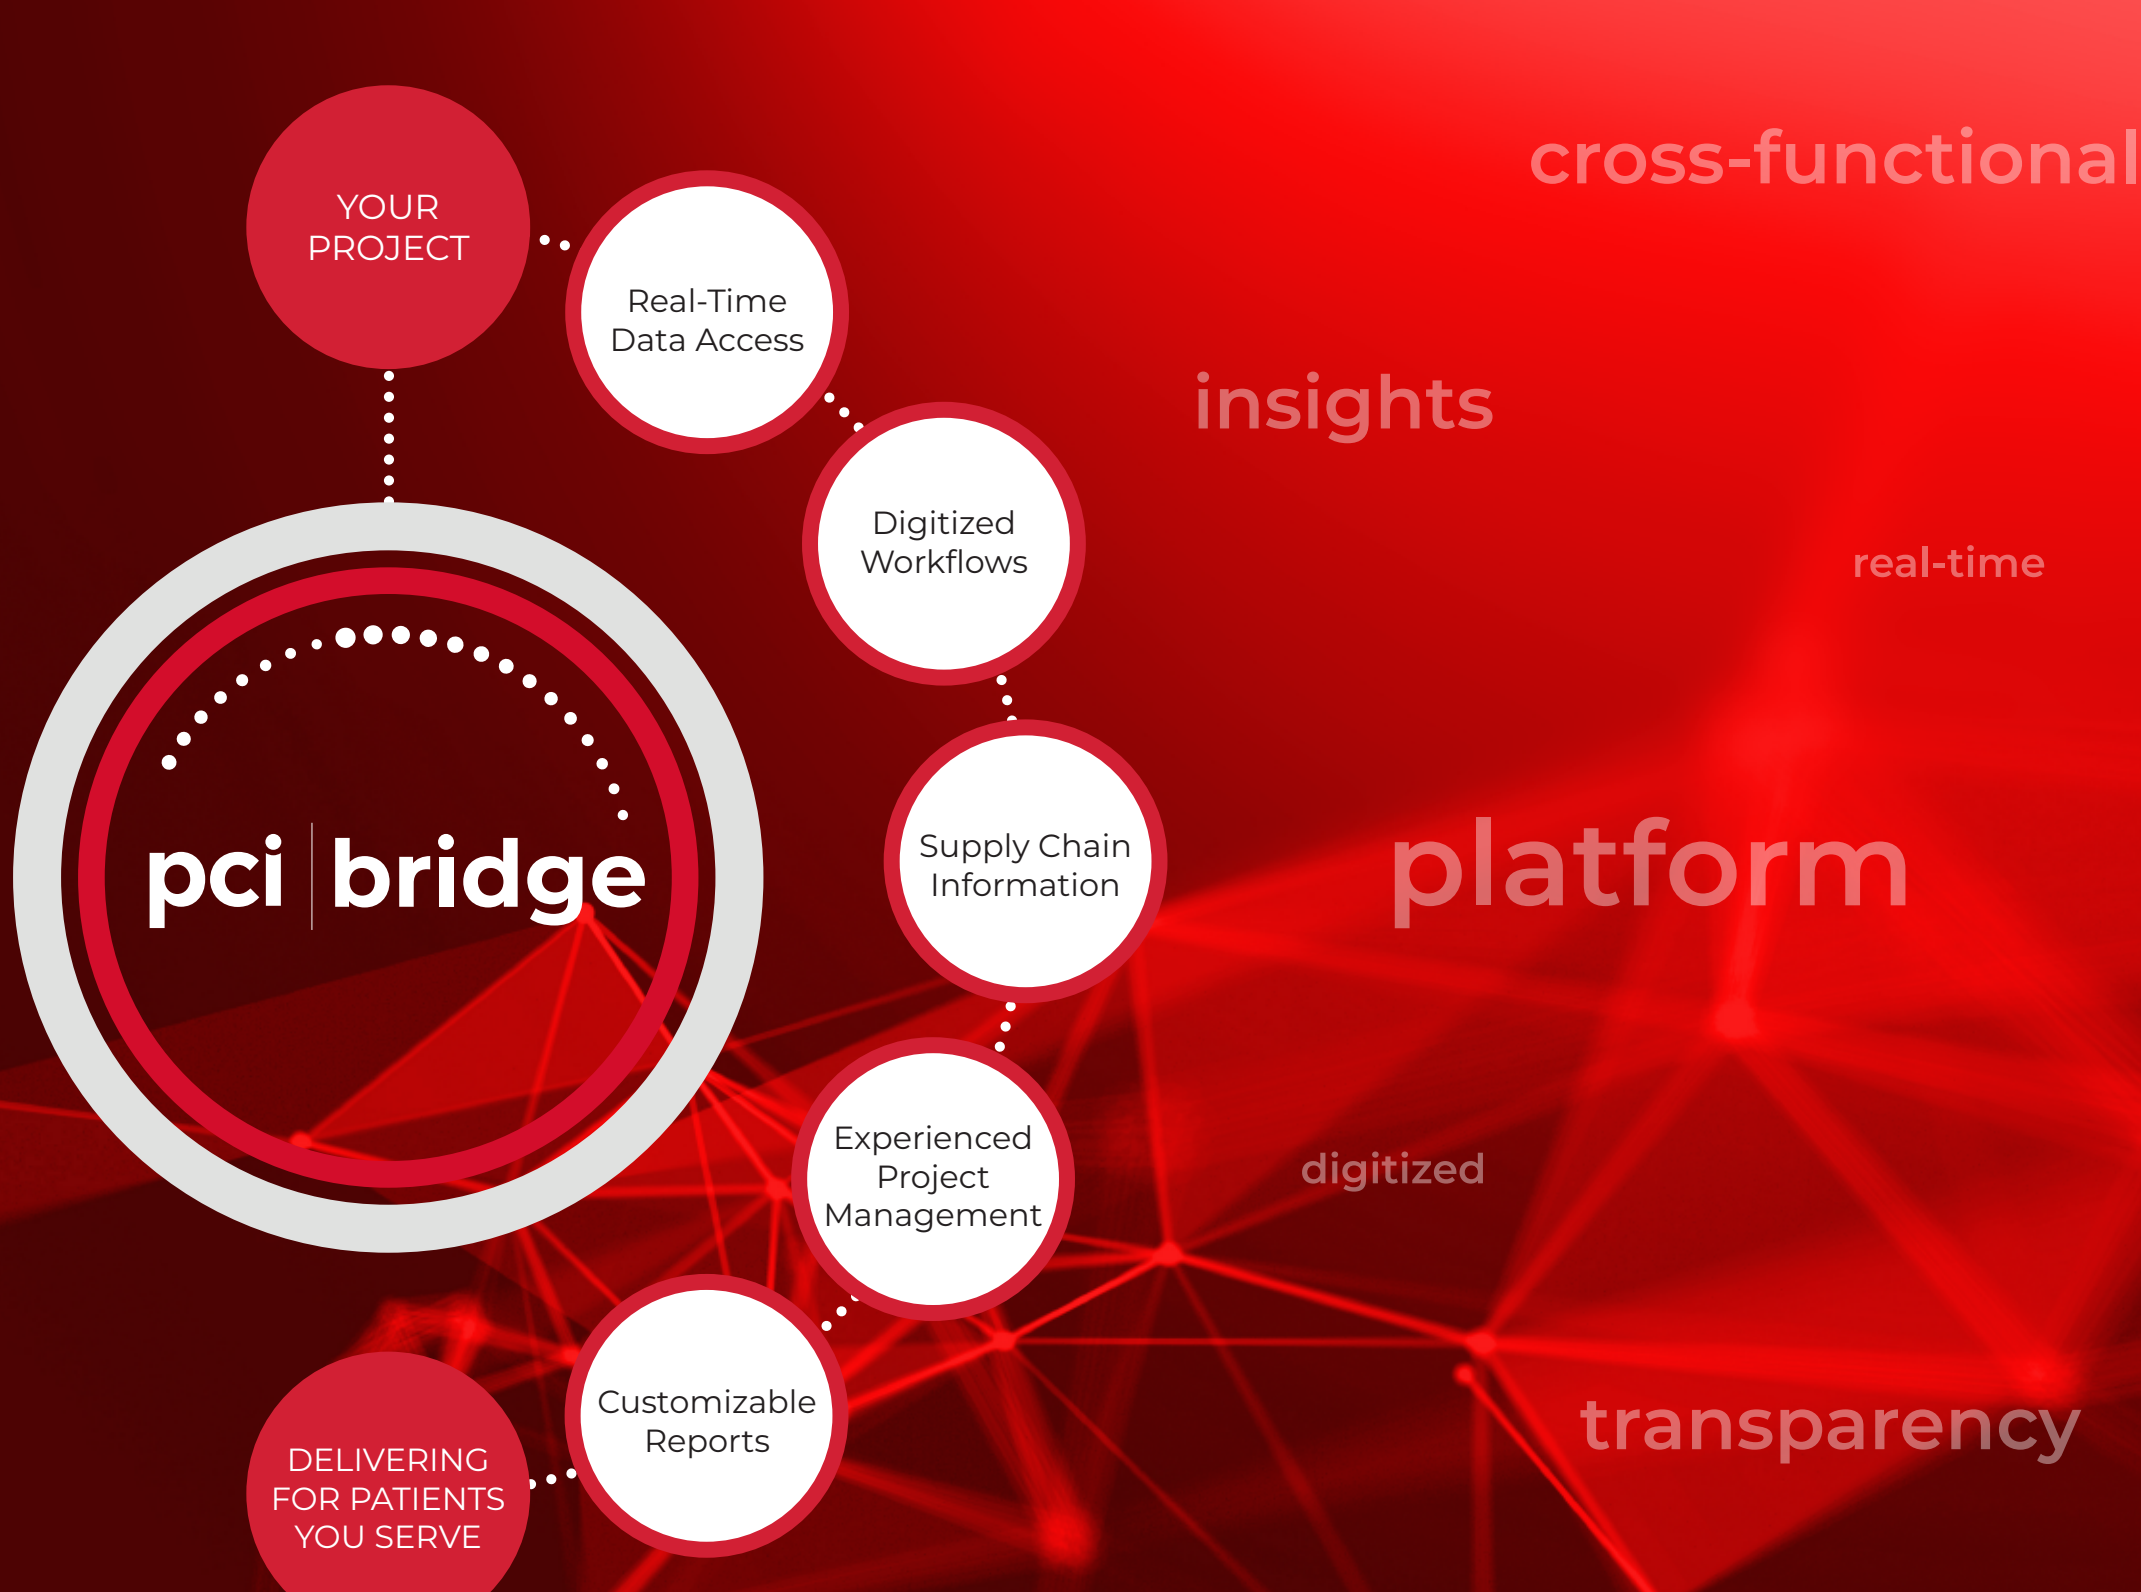 YOUR
PROJECT
Real-Time
Data Access
Digitized
Workflows
Supply Chain
Information
Experienced
Project
Management
Customizable
Reports
DELIVERING
FOR PATIENTS
YOU SERVE
pci bridge
cross-functional
insights
real-time
platform
digitized
transparency